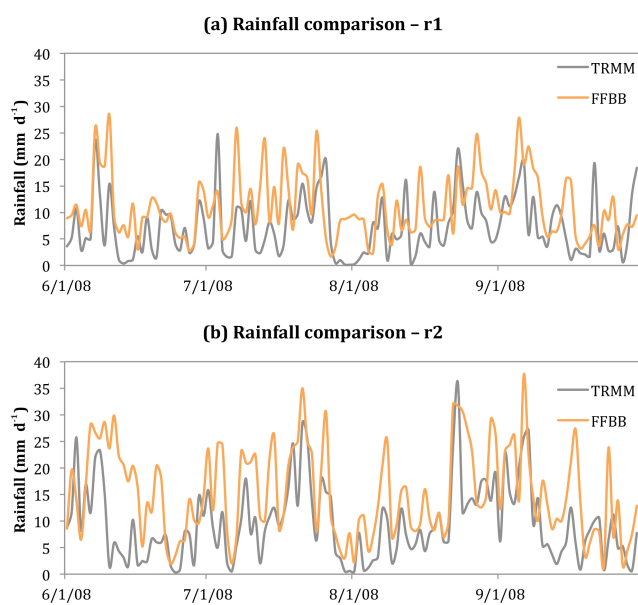 (a) Rainfall comparison – r1
40
35
30
25
20
15
10
5
0
Rainfall (mm d⁻¹)
TRMM
FFBB
6/1/08 7/1/08 8/1/08 9/1/08
(b) Rainfall comparison – r2
40
35
30
25
20
15
10
5
0
Rainfall (mm d⁻¹)
TRMM
FFBB
6/1/08 7/1/08 8/1/08 9/1/08